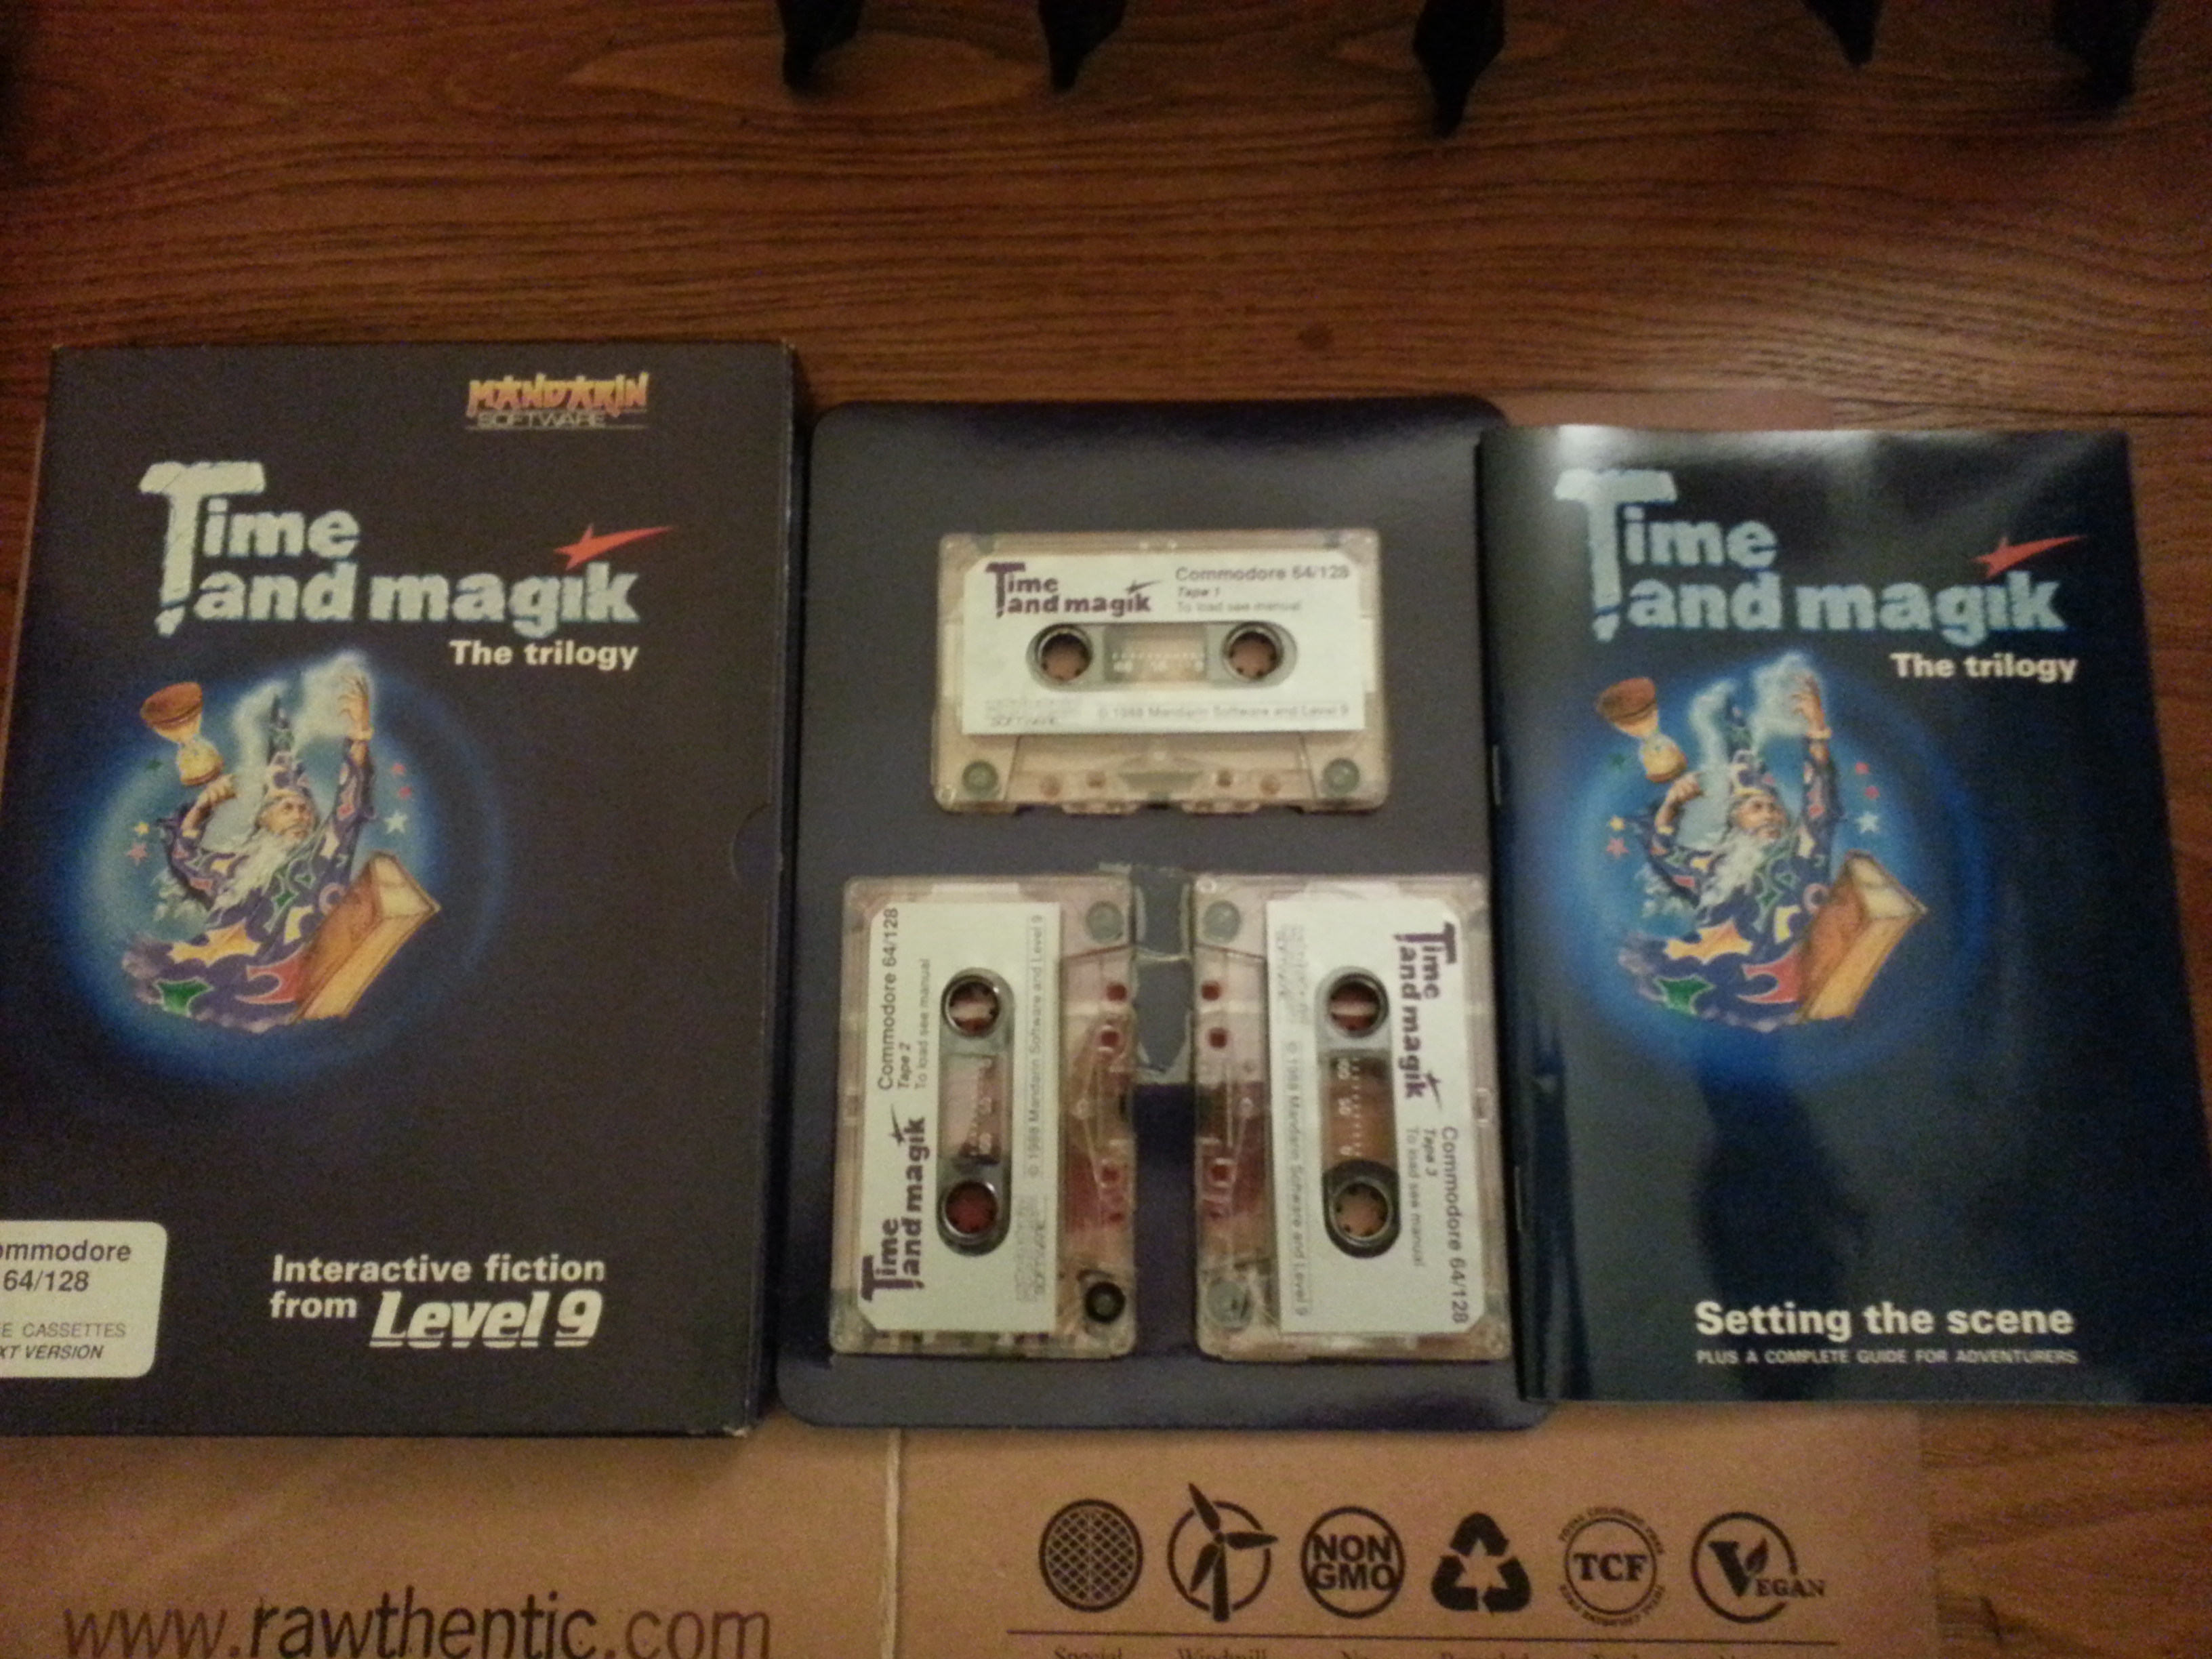 MANDARIN
SOFTWARE
Time
and magik
The trilogy
ommodore
64/128
E CASSETTES
XT VERSION
Interactive fiction
from Level 9
Time
and magik
Commodore 64/128
Tape 1
To load see manual
SOFTWARE
© 1988 Mandarin Software and Level 9
Time
and magik
Commodore 64/128
Tape 2
To load see manual
© 1988 Mandarin Software and Level 9
Time
and magik
Commodore 64/128
Tape 3
To load see manual
© 1988 Mandarin Software and Level 9
Time
and magik
The trilogy
Setting the scene
PLUS A COMPLETE GUIDE FOR ADVENTURERS
www.rawthentic.com
NON
GMO
TCF
VEGAN
Special Windmill No